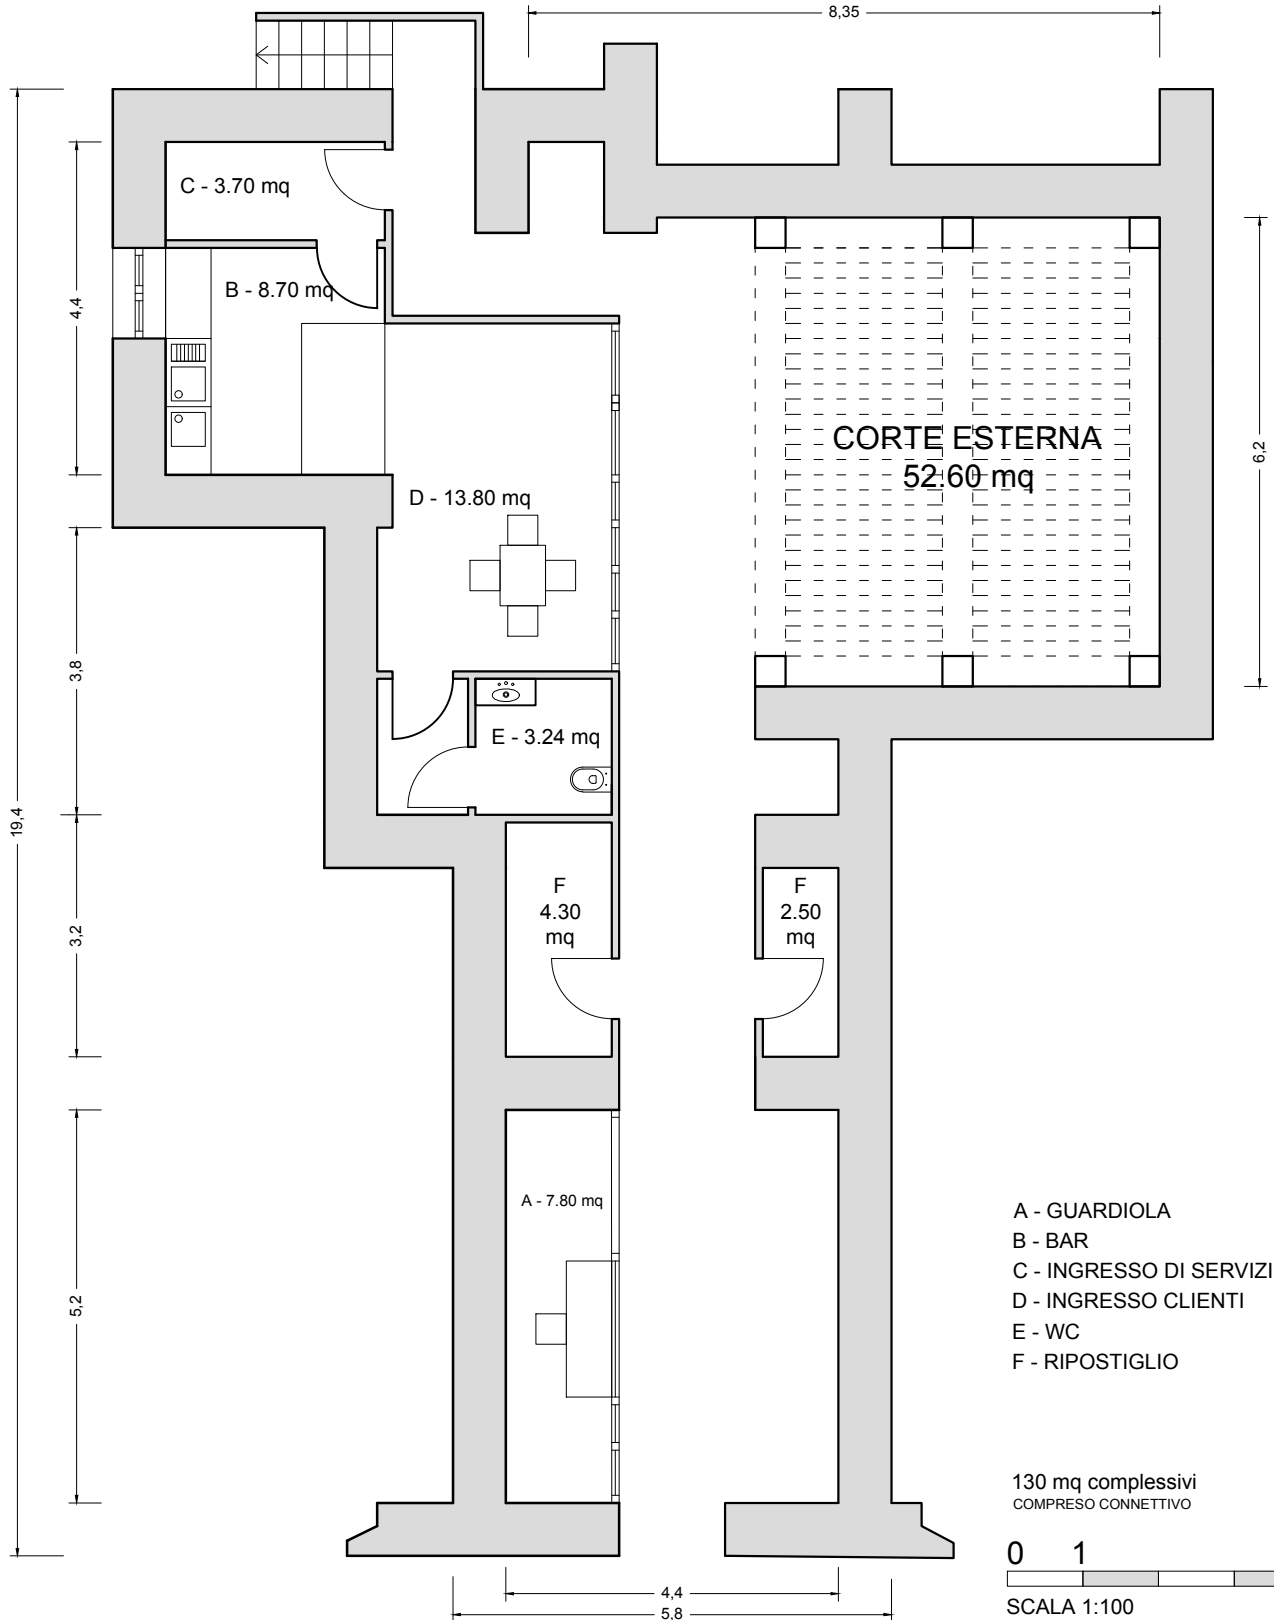 8,35
C - 3.70 mq
B - 8.70 mq
4,4
CORTE ESTERNA
52.60 mq
6,2
D - 13.80 mq
3,8
E - 3.24 mq
19,4
F
4.30
mq
F
2.50
mq
3,2
A - 7.80 mq
5,2
A - GUARDIOLA
B - BAR
C - INGRESSO DI SERVIZI
D - INGRESSO CLIENTI
E - WC
F - RIPOSTIGLIO
130 mq complessivi
COMPRESO CONNETTIVO
0 1
SCALA 1:100
4,4
5,8